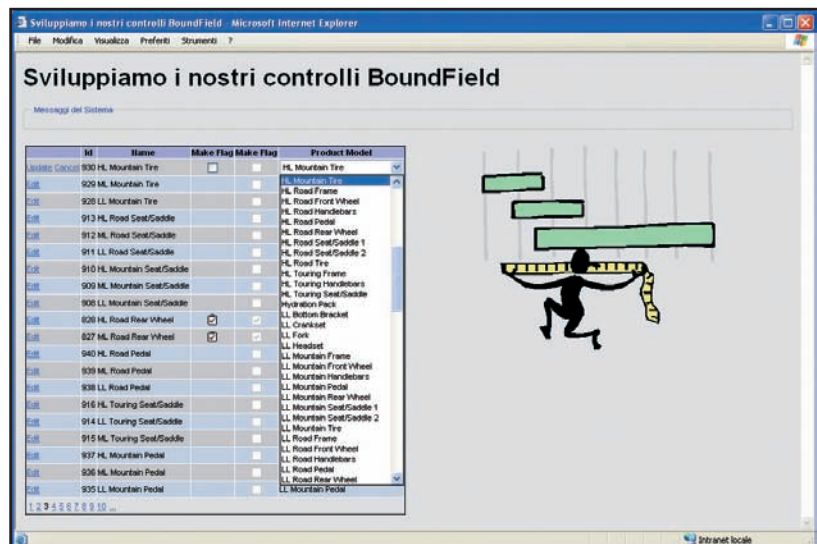 Sviluppiamo i nostri controlli BoundField - Microsoft Internet Explorer
File Modifica Visualizza Preferiti Strumenti ?
Sviluppiamo i nostri controlli BoundField
Messaggi del Sistema
Id Name Make Flag Make Flag Product Model
Update Cancel 930 HL Mountain Tire HL Mountain Tire
Edit 929 ML Mountain Tire
Edit 928 LL Mountain Tire
Edit 913 HL Road Seat/Saddle
Edit 912 ML Road Seat/Saddle
Edit 911 LL Road Seat/Saddle
Edit 910 HL Mountain Seat/Saddle
Edit 909 ML Mountain Seat/Saddle
Edit 908 LL Mountain Seat/Saddle
Edit 828 HL Road Rear Wheel
Edit 827 ML Road Rear Wheel
Edit 940 HL Road Pedal
Edit 939 ML Road Pedal
Edit 938 LL Road Pedal
Edit 916 HL Touring Seat/Saddle
Edit 914 LL Touring Seat/Saddle
Edit 915 ML Touring Seat/Saddle
Edit 937 HL Mountain Pedal
Edit 936 ML Mountain Pedal
Edit 935 LL Mountain Pedal LL Mountain Pedal
HL Mountain Tire
HL Road Frame
HL Road Front Wheel
HL Road Handlebars
HL Road Pedal
HL Road Rear Wheel
HL Road Seat/Saddle 1
HL Road Seat/Saddle 2
HL Road Tire
HL Touring Frame
HL Touring Handlebars
HL Touring Seat/Saddle
Hydration Pack
LL Bottom Bracket
LL Crankset
LL Fork
LL Headset
LL Mountain Frame
LL Mountain Front Wheel
LL Mountain Handlebars
LL Mountain Pedal
LL Mountain Rear Wheel
LL Mountain Seat/Saddle 1
LL Mountain Seat/Saddle 2
LL Mountain Tire
LL Road Frame
LL Road Front Wheel
LL Road Handlebars
LL Road Pedal
LL Road Rear Wheel
1 2 3 4 5 6 7 8 9 10 ...
Intranet locale